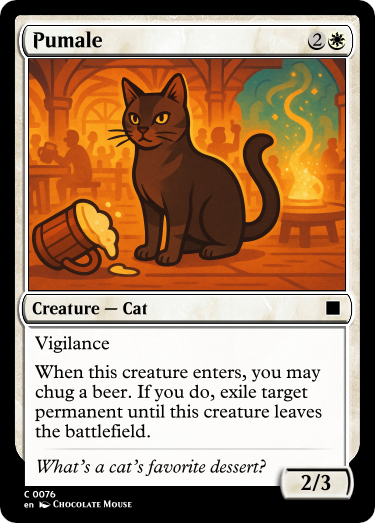 Pumale
2
Creature — Cat
Vigilance
When this creature enters, you may
chug a beer. If you do, exile target
permanent until this creature leaves
the battlefield.
What's a cat's favorite dessert?
2/3
C 0076
en Chocolate Mouse